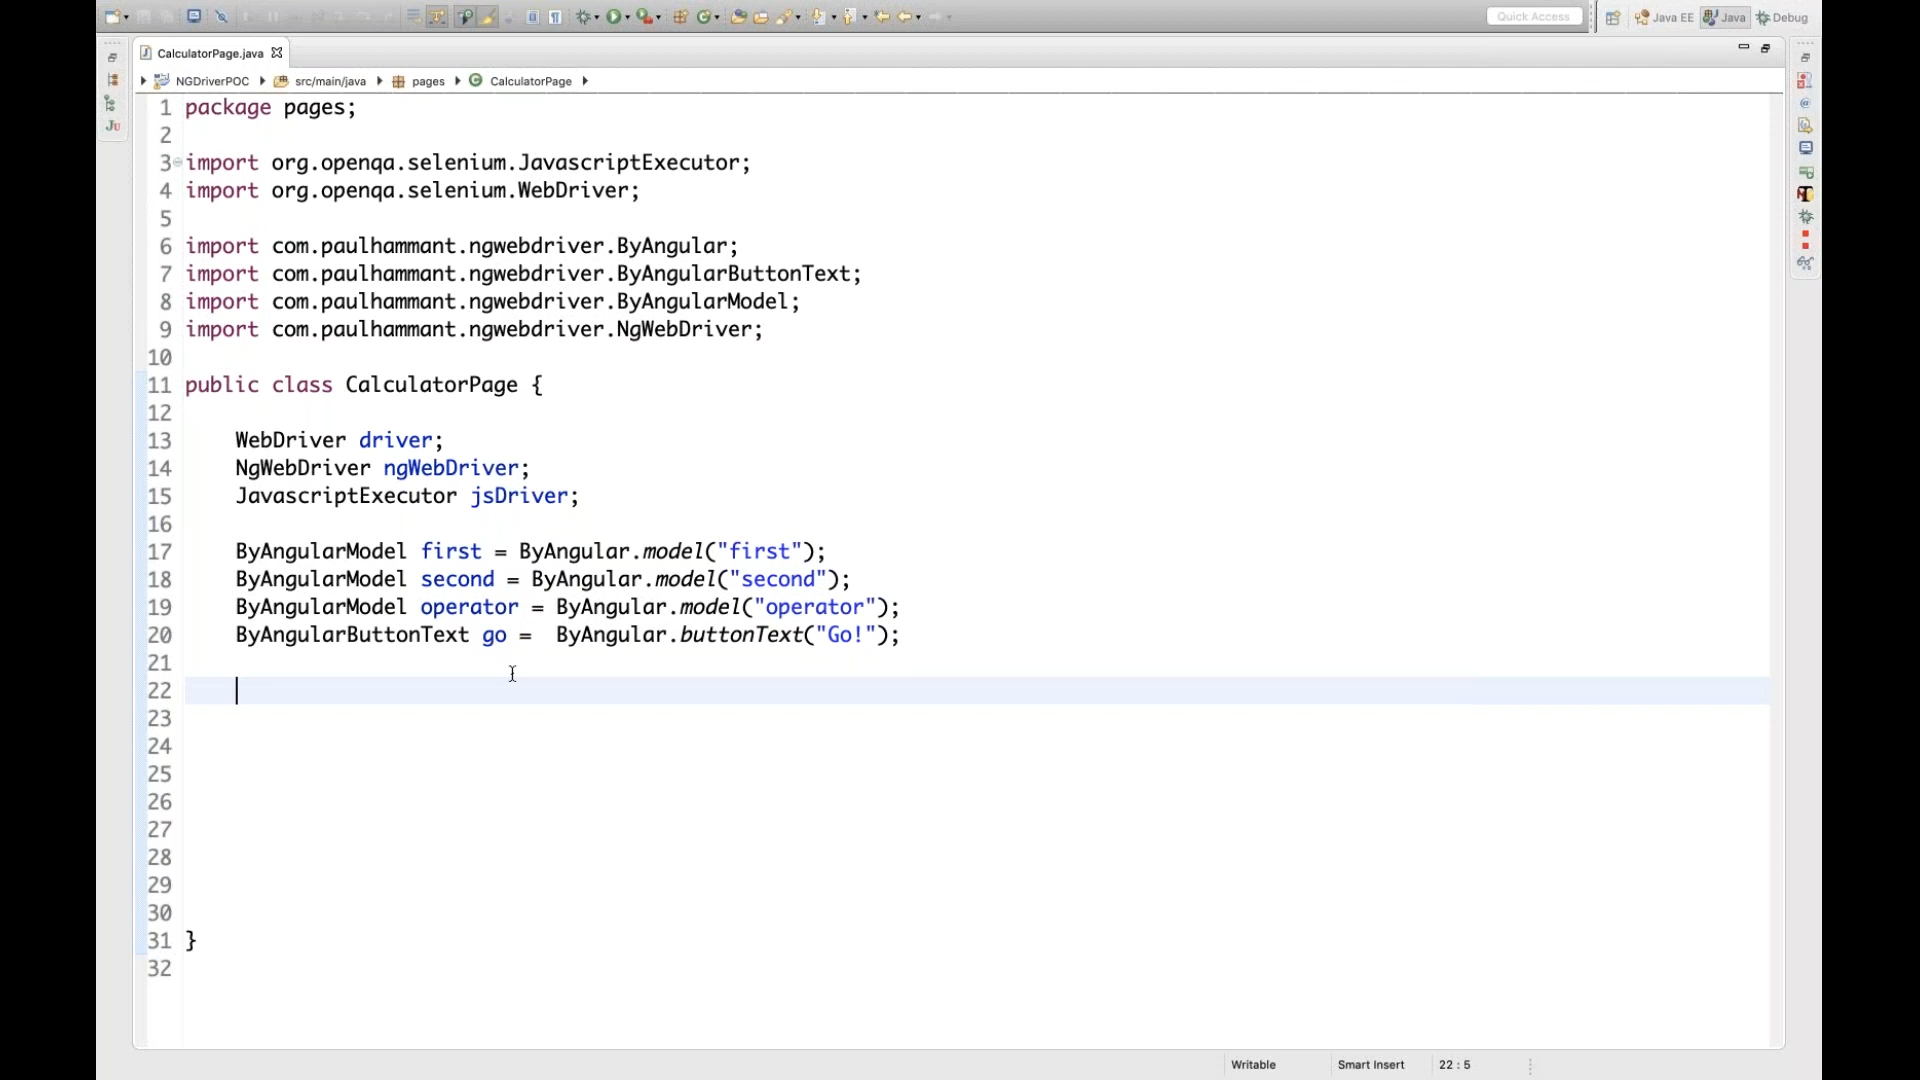 Quick Access
Java EE
Java
Debug
CalculatorPage.java
NGDriverPOC
src/main/java
pages
CalculatorPage
1 package pages;
2
3 import org.openqa.selenium.JavascriptExecutor;
4 import org.openqa.selenium.WebDriver;
5
6 import com.paulhammant.ngwebdriver.ByAngular;
7 import com.paulhammant.ngwebdriver.ByAngularButtonText;
8 import com.paulhammant.ngwebdriver.ByAngularModel;
9 import com.paulhammant.ngwebdriver.NgWebDriver;
10
11 public class CalculatorPage {
12
13 WebDriver driver;
14 NgWebDriver ngWebDriver;
15 JavascriptExecutor jsDriver;
16
17 ByAngularModel first = ByAngular.model("first");
18 ByAngularModel second = ByAngular.model("second");
19 ByAngularModel operator = ByAngular.model("operator");
20 ByAngularButtonText go =  ByAngular.buttonText("Go!");
21
22
23
24
25
26
27
28
29
30
31 }
32
Writable
Smart Insert
22 : 5